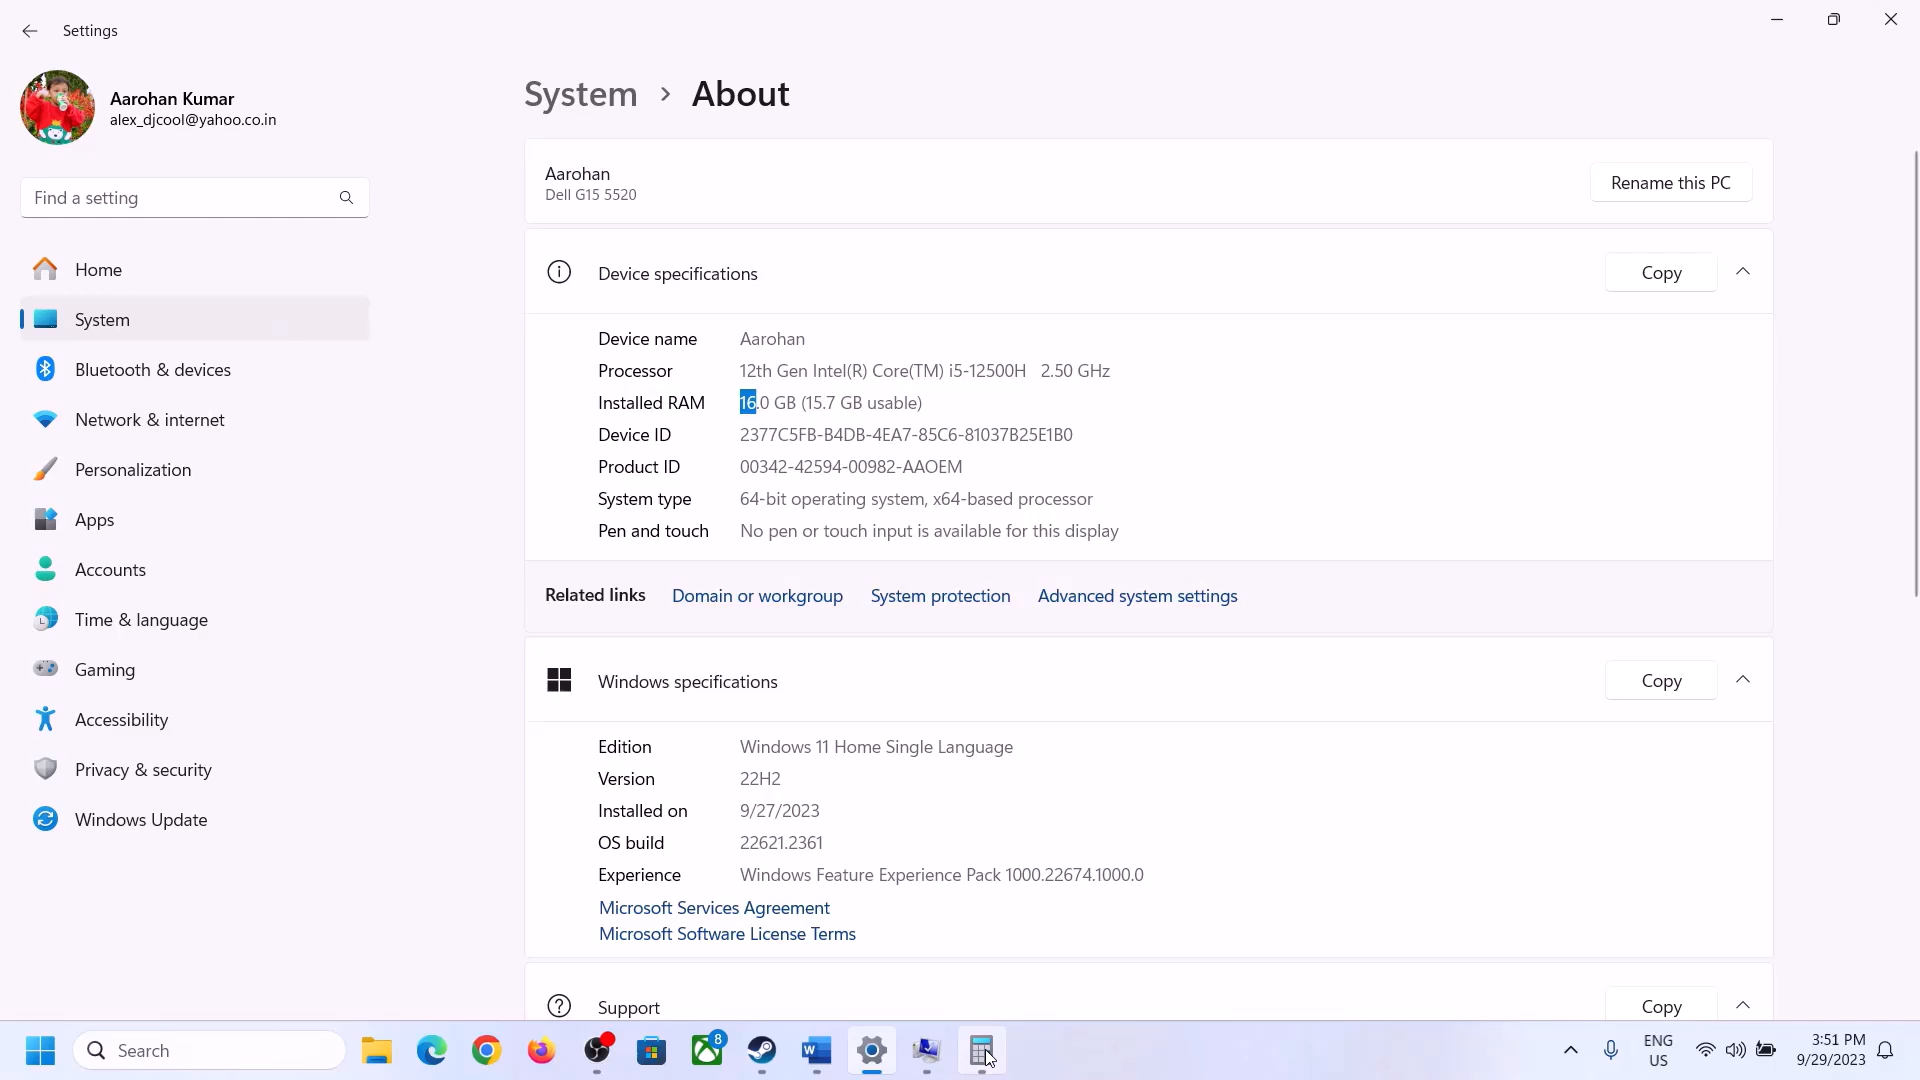 Settings
Aarohan Kumar
alex_djcool@yahoo.co.in
Find a setting
Home
System
Bluetooth & devices
Network & internet
Personalization
Apps
Accounts
Time & language
Gaming
Accessibility
Privacy & security
Windows Update
System > About
Aarohan
Dell G15 5520
Rename this PC
Device specifications
Copy
Device name Aarohan
Processor 12th Gen Intel(R) Core(TM) i5-12500H 2.50 GHz
Installed RAM 16.0 GB (15.7 GB usable)
Device ID 2377C5FB-B4DB-4EA7-85C6-81037B25E1B0
Product ID 00342-42594-00982-AAOEM
System type 64-bit operating system, x64-based processor
Pen and touch No pen or touch input is available for this display
Related links Domain or workgroup System protection Advanced system settings
Windows specifications
Copy
Edition Windows 11 Home Single Language
Version 22H2
Installed on 9/27/2023
OS build 22621.2361
Experience Windows Feature Experience Pack 1000.22674.1000.0
Microsoft Services Agreement
Microsoft Software License Terms
Support
Copy
Search
8
ENG
US
3:51 PM
9/29/2023